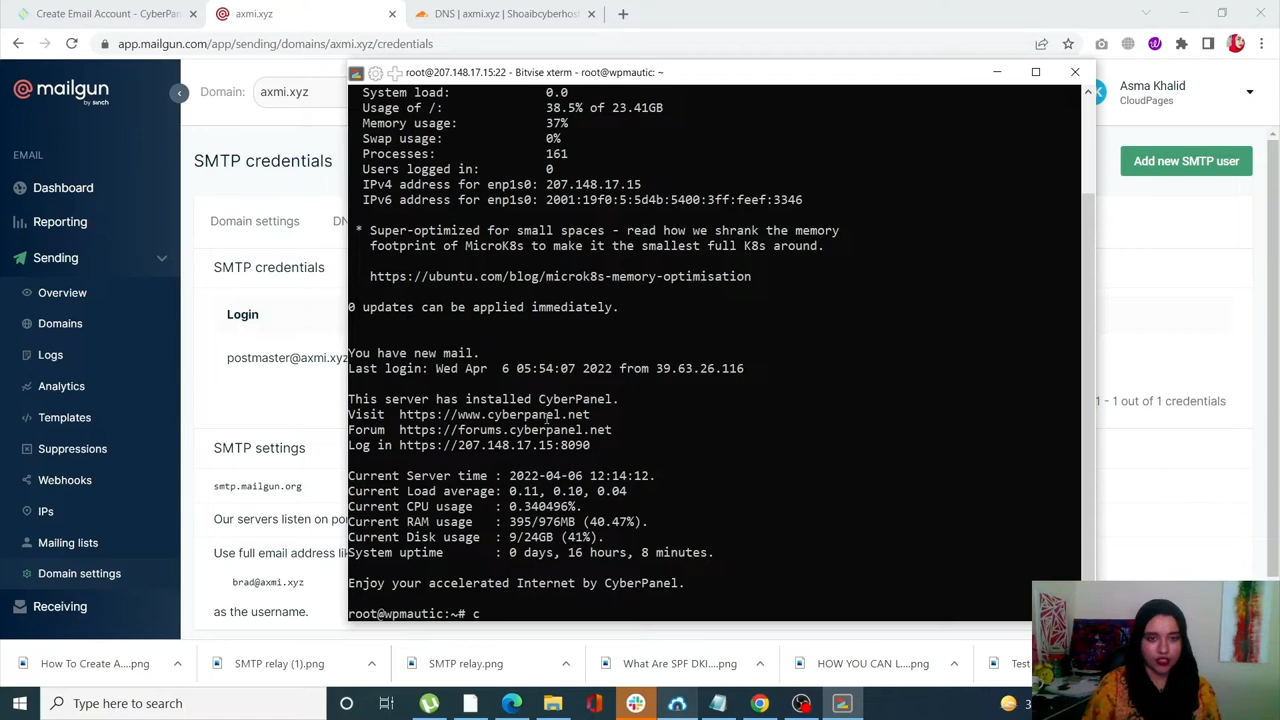 Create Email Account - CyberPan
axmi.xyz
DNS | axmi.xyz | Shoaibcyberhos
app.mailgun.com/app/sending/domains/axmi.xyz/credentials
mailgun
by SINCH
Domain:
axmi.xyz
Asma Khalid
CloudPages
SMTP credentials
Add new SMTP user
EMAIL
Dashboard
Reporting
Sending
Overview
Domains
Logs
Analytics
Templates
Suppressions
Webhooks
IPs
Mailing lists
Domain settings
Receiving
Domain settings
SMTP credentials
Login
postmaster@axmi.xyz
1 - 1 out of 1 credentials
SMTP settings
smtp.mailgun.org
Our servers listen on
Use full email address
brad@axmi.xyz
as the username.
root@207.148.17.15:22 - Bitvise xterm - root@wpmautic: ~
System load: 0.0
Usage of /: 38.5% of 23.41GB
Memory usage: 37%
Swap usage: 0%
Processes: 161
Users logged in: 0
IPv4 address for enp1s0: 207.148.17.15
IPv6 address for enp1s0: 2001:19f0:5:5d4b:5400:3ff:feef:3346
* Super-optimized for small spaces - read how we shrank the memory
footprint of MicroK8s to make it the smallest full K8s around.
https://ubuntu.com/blog/microk8s-memory-optimisation
0 updates can be applied immediately.
You have new mail.
Last login: Wed Apr  6 05:54:07 2022 from 39.63.26.116
This server has installed CyberPanel.
Visit https://www.cyberpanel.net
Forum https://forums.cyberpanel.net
Log in https://207.148.17.15:8090
Current Server time : 2022-04-06 12:14:12.
Current Load average: 0.11, 0.10, 0.04
Current CPU usage : 0.340496%.
Current RAM usage : 395/976MB (40.47%).
Current Disk usage : 9/24GB (41%).
System uptime : 0 days, 16 hours, 8 minutes.
Enjoy your accelerated Internet by CyberPanel.
root@wpmautic:~# c
How To Create A....png
SMTP relay (1).png
SMTP relay.png
What Are SPF DKI....png
HOW YOU CAN L....png
Test
Type here to search